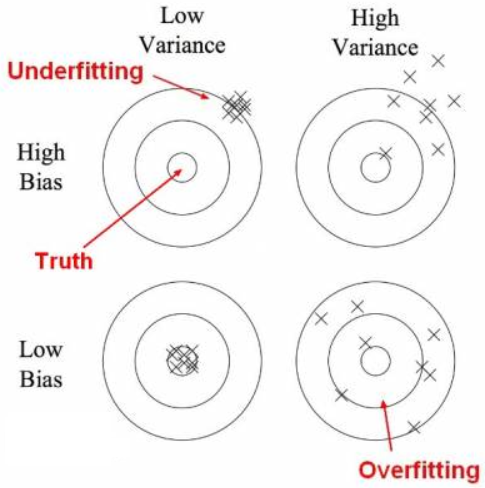 Low
Variance
High
Variance
Underfitting
High
Bias
Truth
Low
Bias
Overfitting